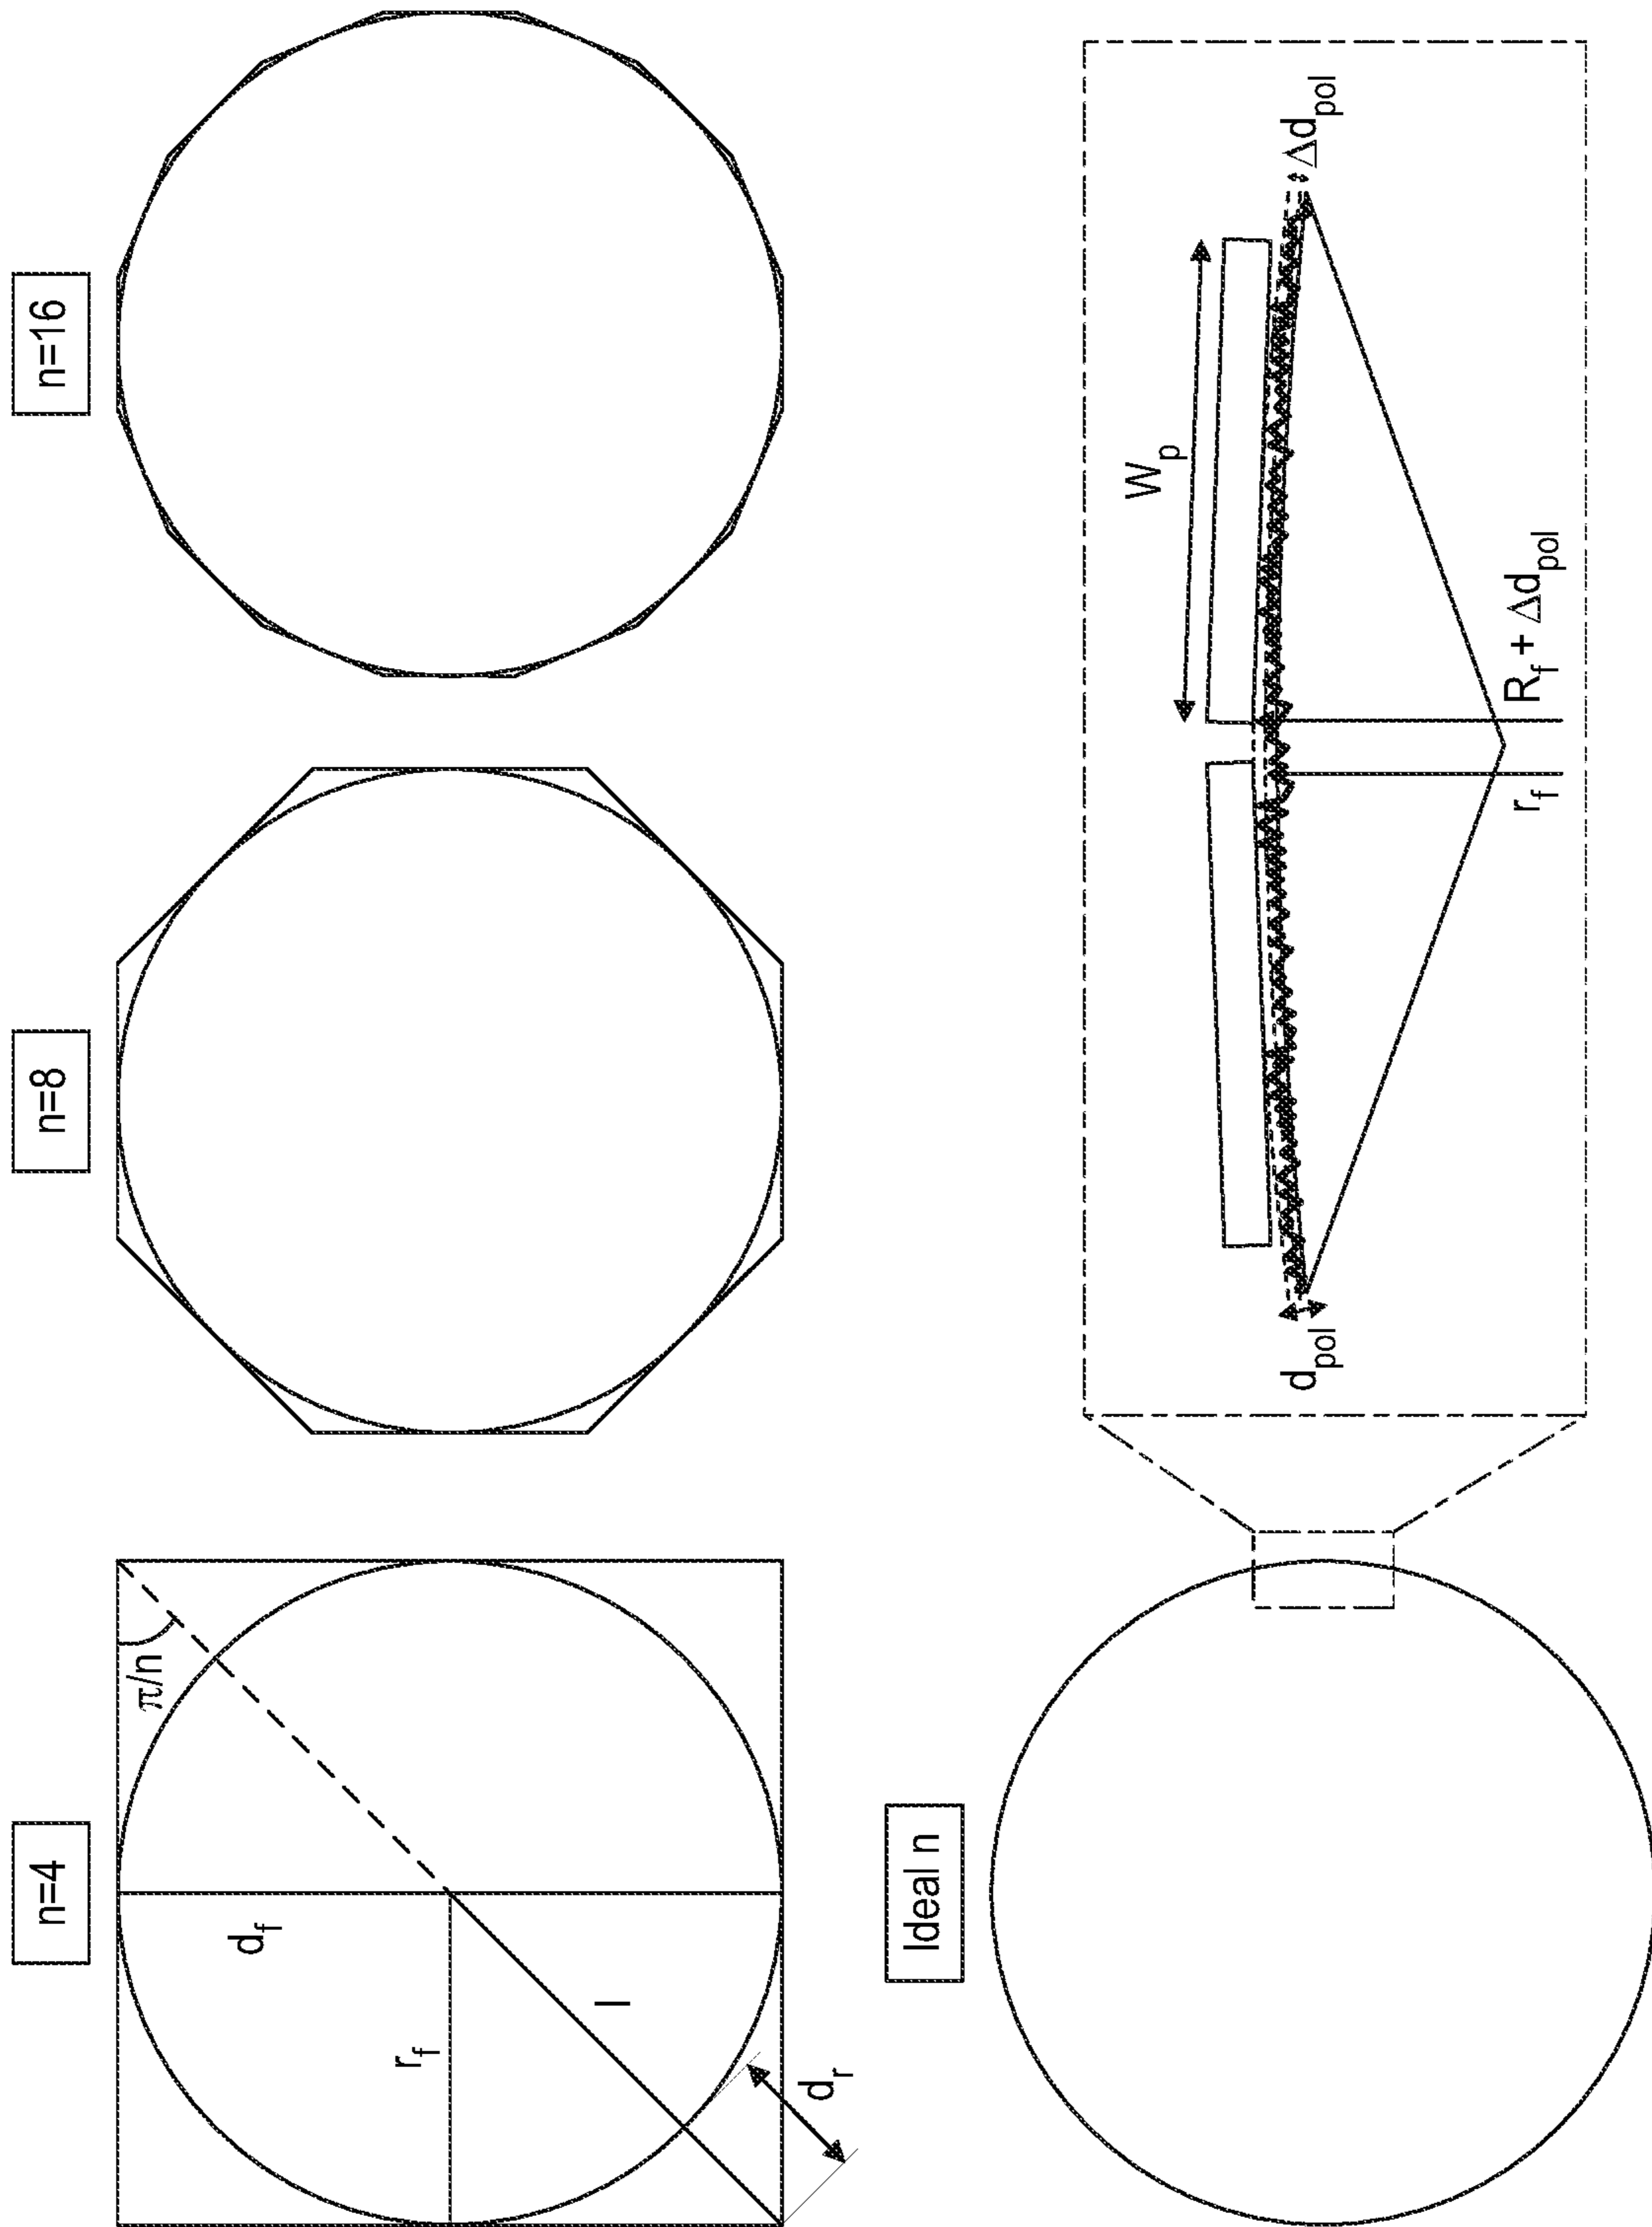 n=4
n=8
n=16
π/n
d_f
r_f
l
d_r
Ideal n
W_p
d_pol
Δd_pol
r_f
R_f + Δd_pol